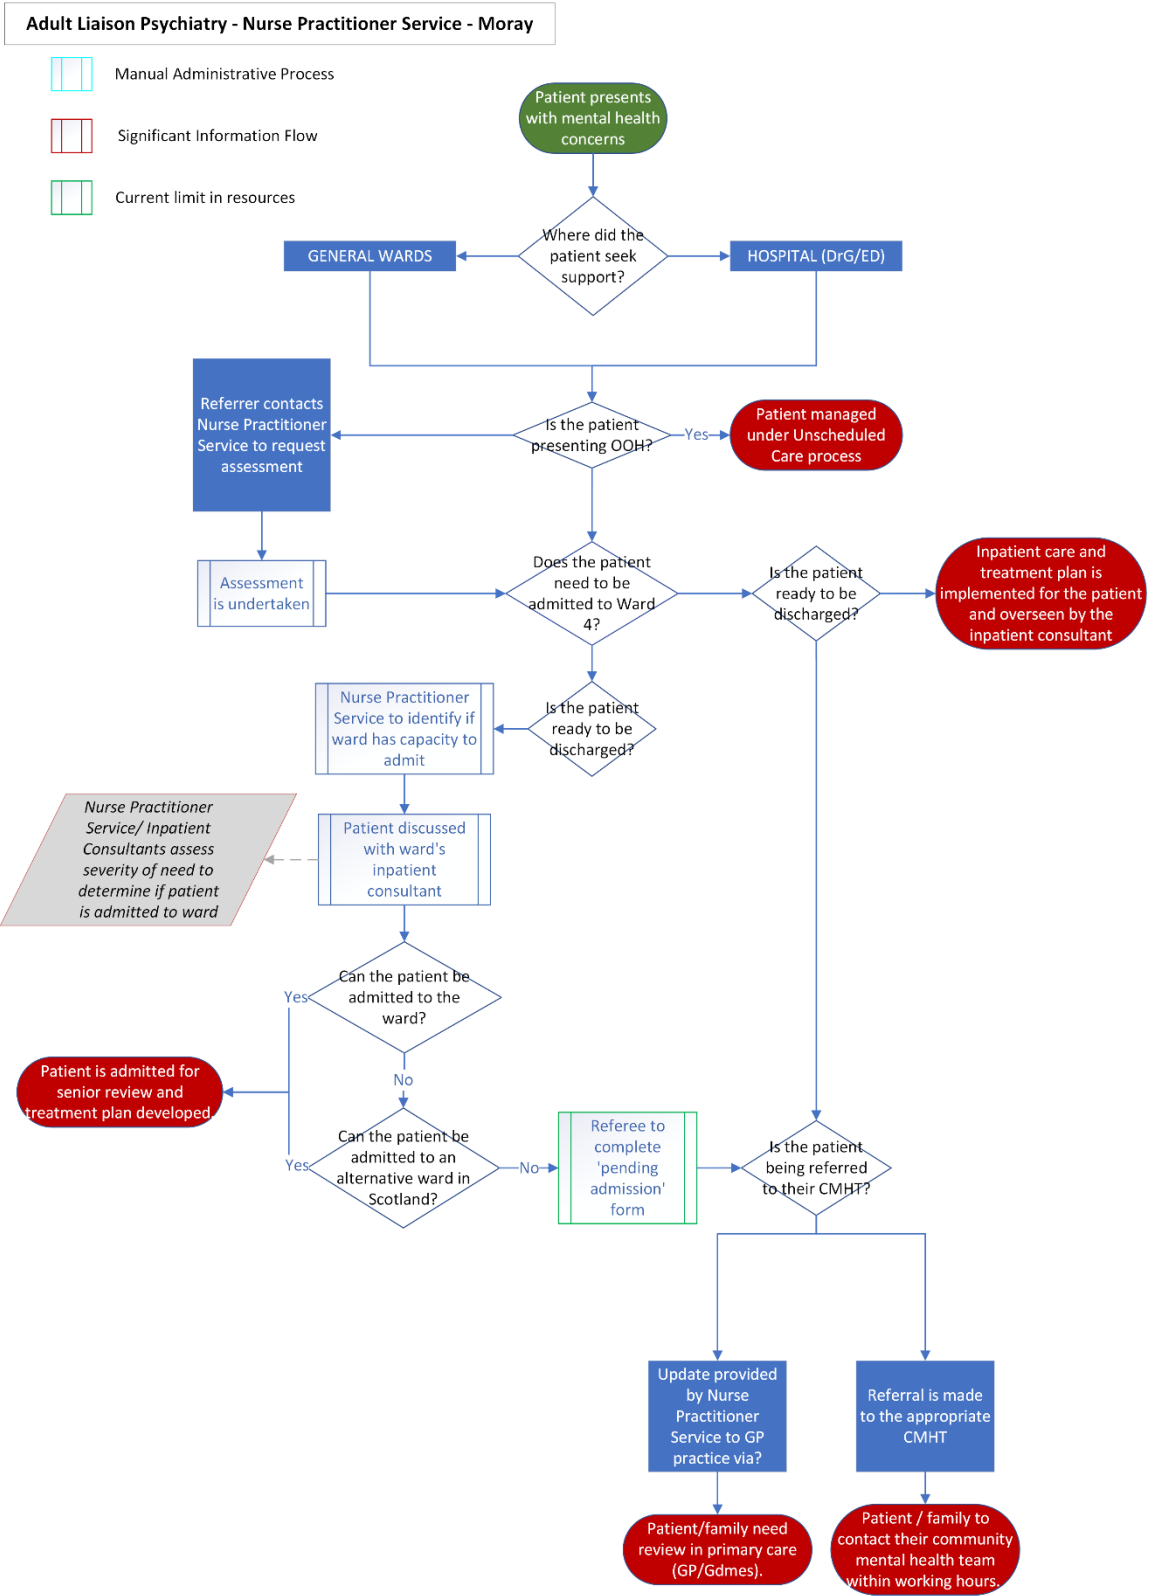 Adult Liaison Psychiatry - Nurse Practitioner Service - Moray
Manual Administrative Process
Significant Information Flow
Current limit in resources
Patient presents
with mental health
concerns
Where did the
patient seek
support?
GENERAL WARDS
HOSPITAL (DrG/ED)
Referrer contacts
Nurse Practitioner
Service to request
assessment
Is the patient
presenting OOH?
Yes
Patient managed
under Unscheduled
Care process
Assessment
is undertaken
Does the patient
need to be
admitted to Ward
4?
Is the patient
ready to be
discharged?
Inpatient care and
treatment plan is
implemented for the patient
and overseen by the
inpatient consultant
Nurse Practitioner
Service to identify if
ward has capacity to
admit
Is the patient
ready to be
discharged?
Nurse Practitioner
Service/ Inpatient
Consultants assess
severity of need to
determine if patient
is admitted to ward
Patient discussed
with ward's
inpatient
consultant
Can the patient be
admitted to the
ward?
Yes
No
Patient is admitted for
senior review and
treatment plan developed.
Can the patient be
admitted to an
alternative ward in
Scotland?
Yes
No
Referee to
complete
'pending
admission'
form
Is the patient
being referred
to their CMHT?
Update provided
by Nurse
Practitioner
Service to GP
practice via?
Referral is made
to the appropriate
CMHT
Patient/family need
review in primary care
(GP/Gdmes).
Patient / family to
contact their community
mental health team
within working hours.